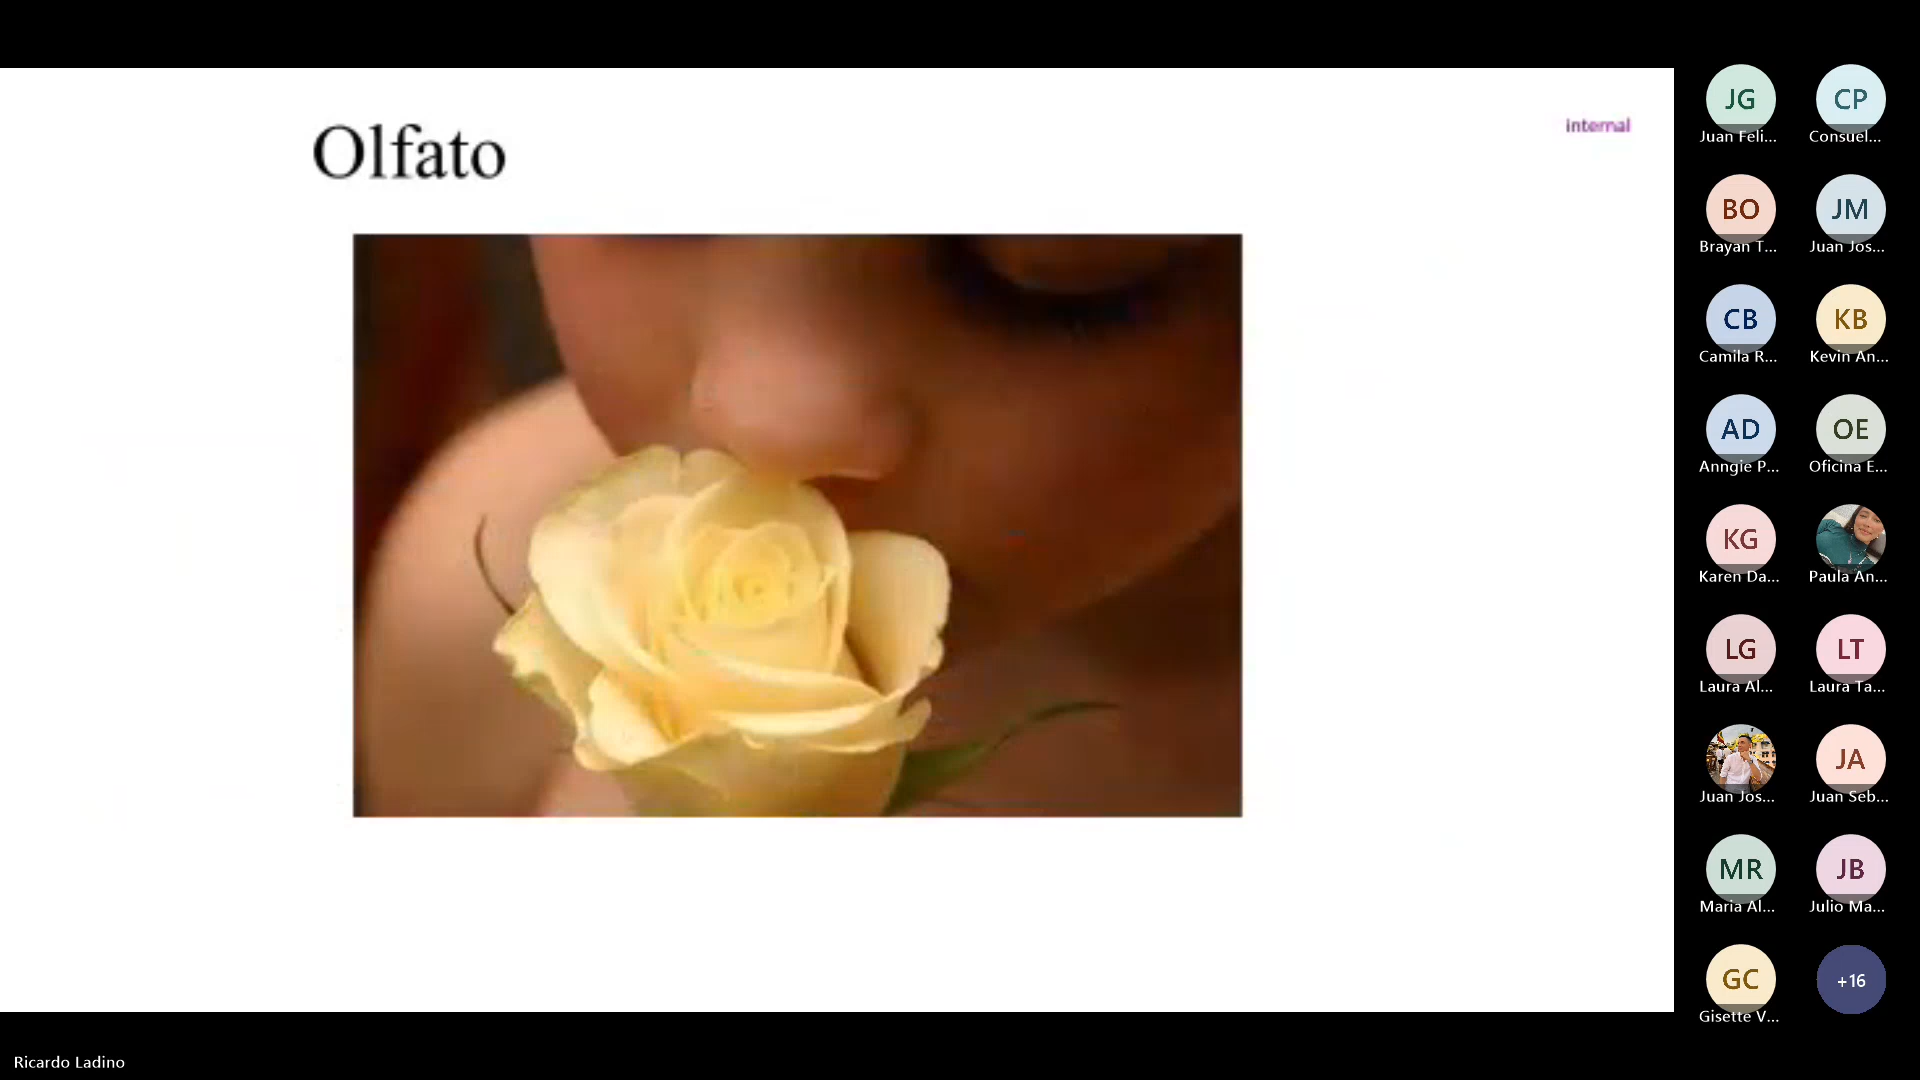 Olfato
internal
JG
CP
Juan Feli...
Consuel...
BO
JM
Brayan T...
Juan Jos...
CB
KB
Camila R...
Kevin An...
AD
OE
Anngie P...
Oficina E...
KG
Karen Da...
Paula An...
LG
LT
Laura Al...
Laura Ta...
JA
Juan Jos...
Juan Seb...
MR
JB
Maria Al...
Julio Ma...
GC
+16
Gisette V...
Ricardo Ladino